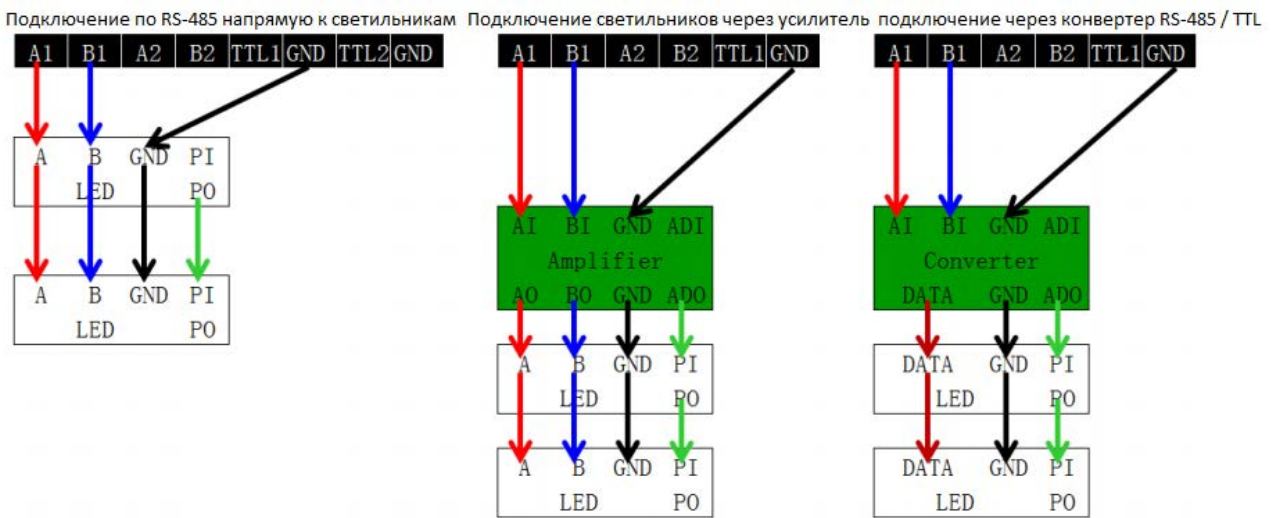 Подключение по RS-485 напрямую к светильникам
A1 B1 A2 B2 TTL1 GND TTL2 GND
A B GND PI
LED PO
A B GND PI
LED PO
Подключение светильников через усилитель
A1 B1 A2 B2 TTL1 GND
AI BI GND ADI
Amplifier
AO BO GND ADO
A B GND PI
LED PO
A B GND PI
LED PO
подключение через конвертер RS-485 / TTL
A1 B1 A2 B2 TTL1 GND
AI BI GND ADI
Converter
DATA GND ADO
DATA GND PI
LED PO
DATA GND PI
LED PO